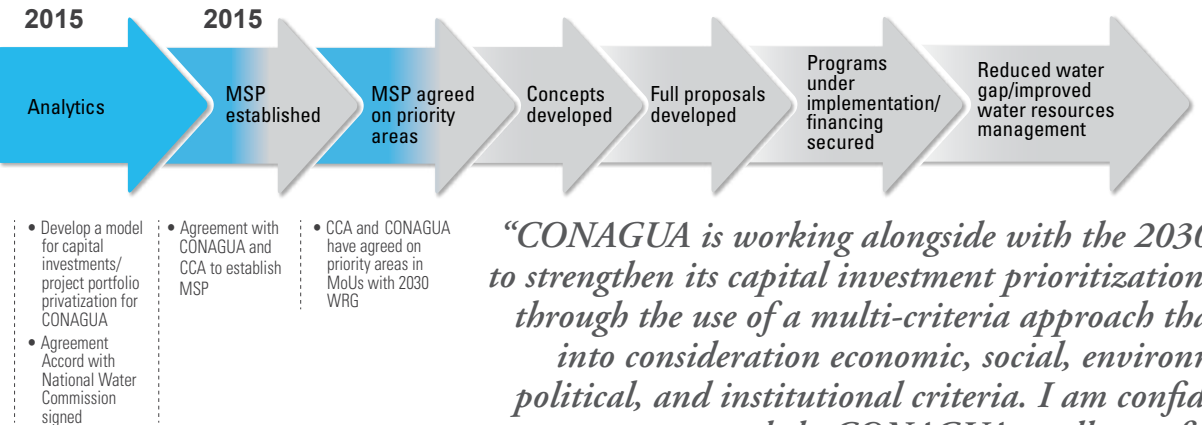 2015
2015
Analytics
MSP
established
MSP agreed
on priority
areas
Concepts
developed
Full proposals
developed
Programs
under
implementation/
financing
secured
Reduced water
gap/improved
water resources
management
• Develop a model
for capital
investments/
project portfolio
privatization for
CONAGUA
• Agreement
Accord with
National Water
Commission
signed
• Agreement with
CONAGUA and
CCA to establish
MSP
• CCA and CONAGUA
have agreed on
priority areas in
MoUs with 2030
WRG
“CONAGUA is working alongside with the 2030
to strengthen its capital investment prioritization
through the use of a multi-criteria approach tha
into consideration economic, social, environ
political, and institutional criteria. I am confid